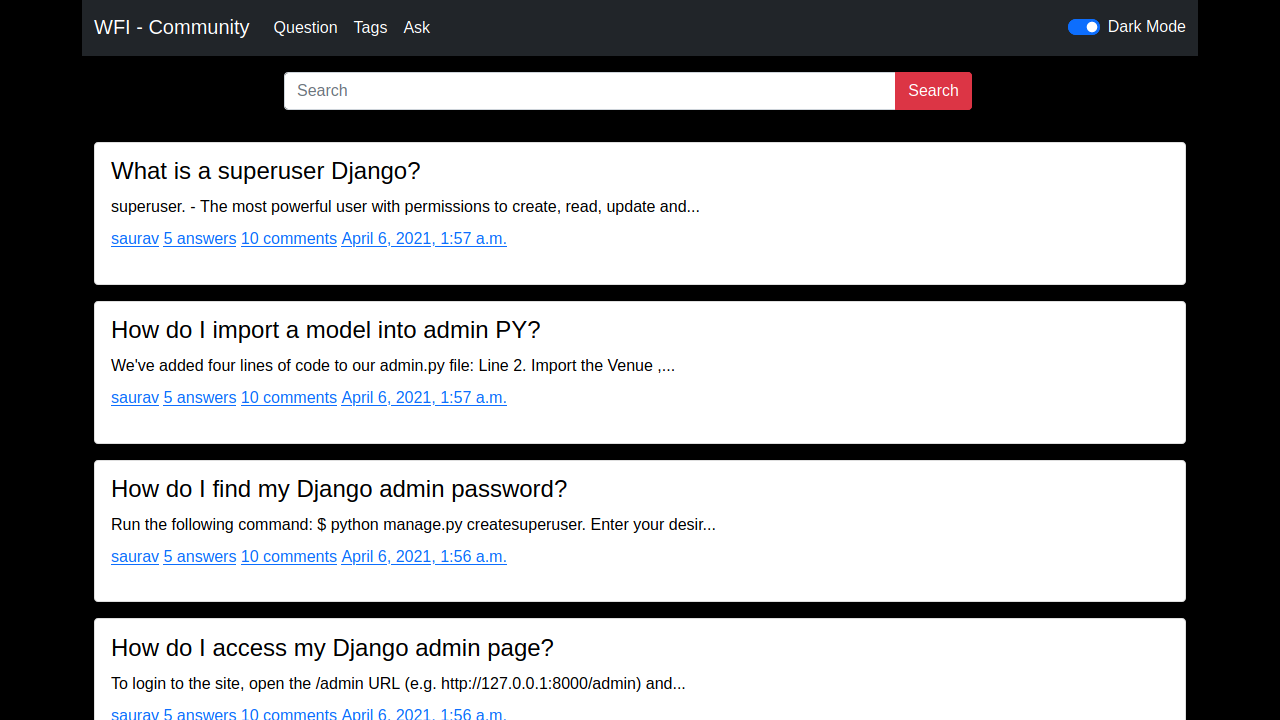 WFI - Community Question Tags Ask Dark Mode
Search Search
What is a superuser Django?
superuser. - The most powerful user with permissions to create, read, update and...
saurav 5 answers 10 comments April 6, 2021, 1:57 a.m.
How do I import a model into admin PY?
We've added four lines of code to our admin.py file: Line 2. Import the Venue ,...
saurav 5 answers 10 comments April 6, 2021, 1:57 a.m.
How do I find my Django admin password?
Run the following command: $ python manage.py createsuperuser. Enter your desir...
saurav 5 answers 10 comments April 6, 2021, 1:56 a.m.
How do I access my Django admin page?
To login to the site, open the /admin URL (e.g. http://127.0.0.1:8000/admin) and...
saurav 5 answers 10 comments April 6, 2021, 1:56 a.m.